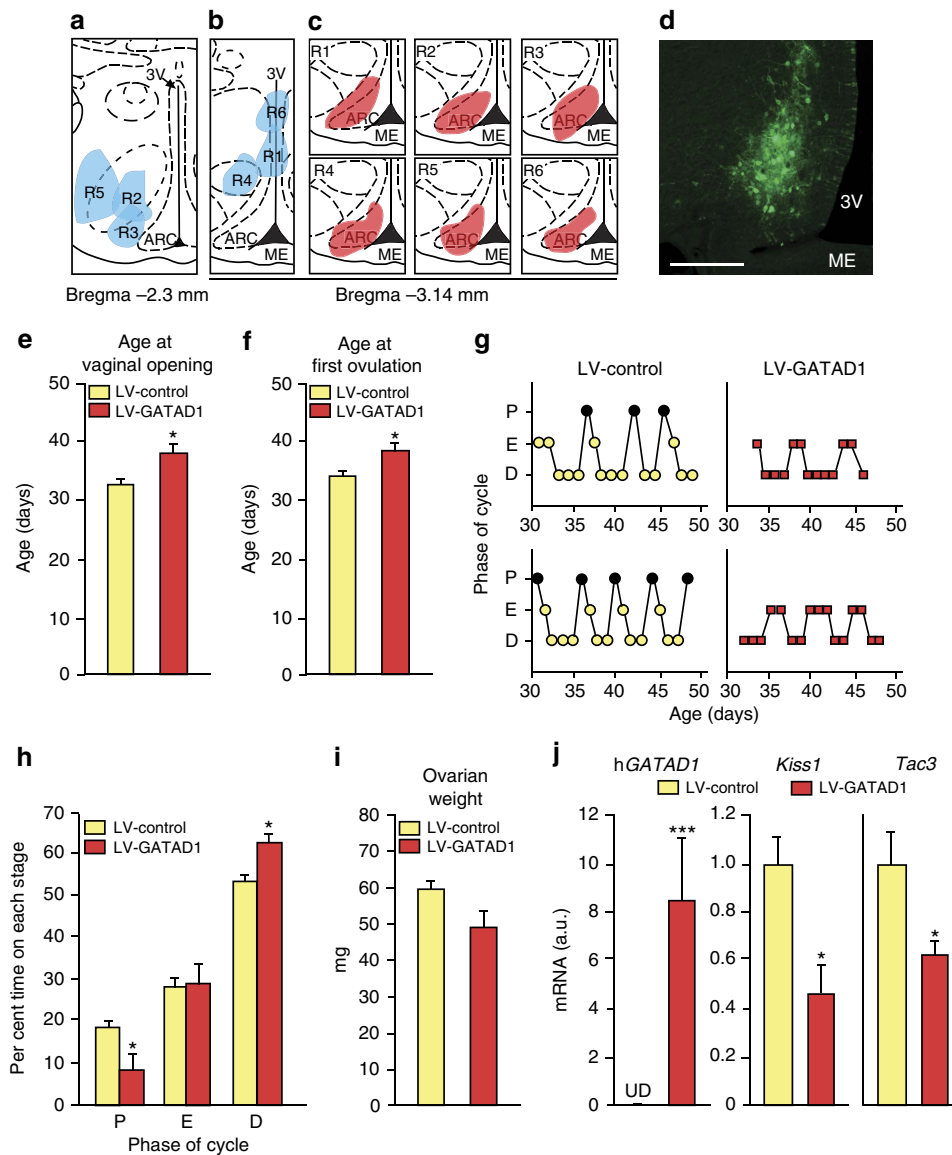 a
b
c
d
3V
R5
R2
R3
ARC
3V
R6
R1
R4
ARC
ME
R1
ARC
ME
R2
ARC
ME
R3
ARC
ME
R4
ARC
ME
R5
ARC
ME
R6
ARC
ME
3V
ME
Bregma –2.3 mm
Bregma –3.14 mm
e
Age at
vaginal opening
LV-control
LV-GATAD1
Age (days)
50
40
30
20
10
0
*
f
Age at
first ovulation
LV-control
LV-GATAD1
Age (days)
50
40
30
20
10
0
*
g
LV-control
LV-GATAD1
Phase of cycle
P
E
D
30 35 40 45 50
30 35 40 45 50
P
E
D
30 35 40 45 50
30 35 40 45 50
Age (days)
h
LV-control
LV-GATAD1
Per cent time on each stage
70
60
50
40
30
20
10
0
*
*
P E D
Phase of cycle
i
Ovarian
weight
LV-control
LV-GATAD1
mg
80
70
60
50
40
30
20
10
0
j
hGATAD1 Kiss1 Tac3
LV-control LV-GATAD1
mRNA (a.u.)
12
10
8
6
4
2
0
UD
***
1.2
1.0
0.8
0.6
0.4
0.2
0
*
*